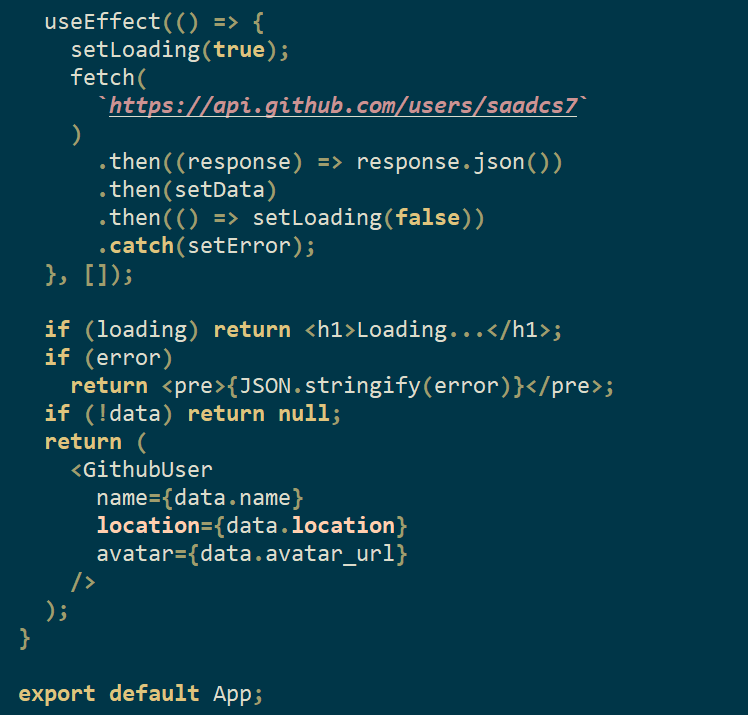 useEffect(() => {
setLoading(true);
fetch(
`https://api.github.com/users/saadcs7`
)
.then((response) => response.json())
.then(setData)
.then(() => setLoading(false))
.catch(setError);
}, []);
if (loading) return <h1>Loading...</h1>;
if (error)
return <pre>{JSON.stringify(error)}</pre>;
if (!data) return null;
return (
<GithubUser
name={data.name}
location={data.location}
avatar={data.avatar_url}
/>
);
}
export default App;